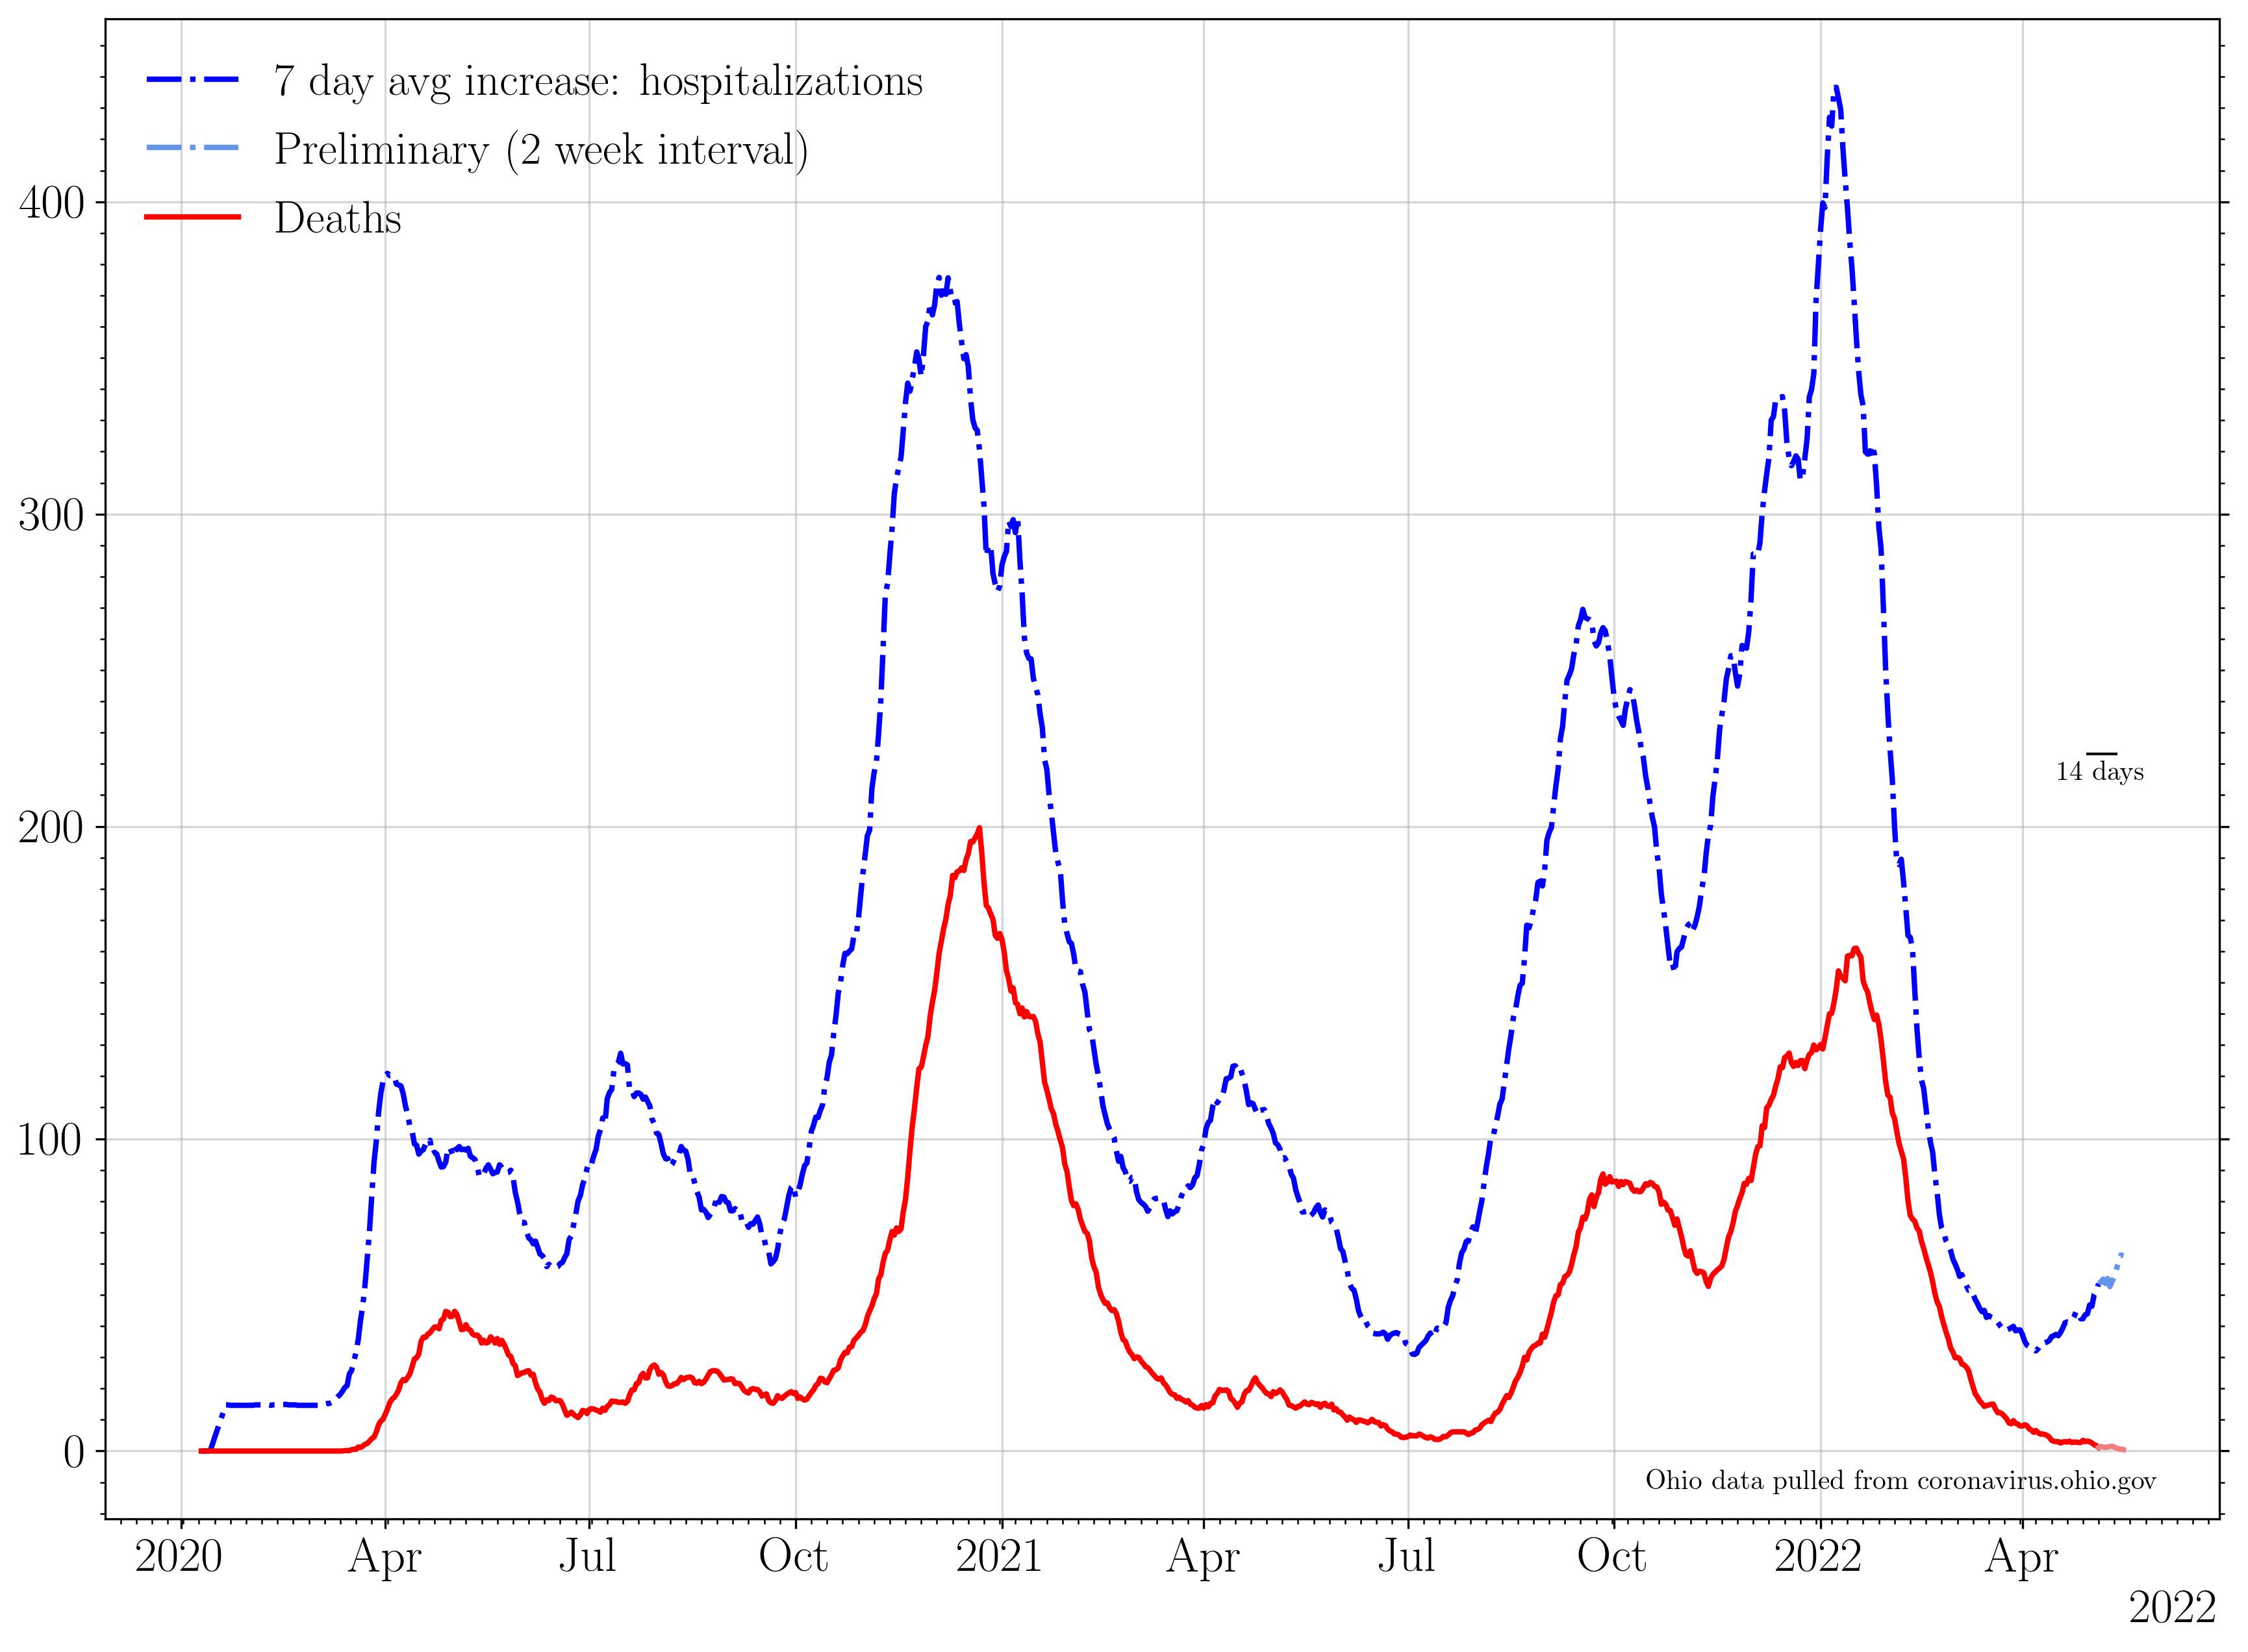 7 day avg increase: hospitalizations
Preliminary (2 week interval)
Deaths
400
300
200
100
0
14 days
Ohio data pulled from coronavirus.ohio.gov
2020 Apr Jul Oct 2021 Apr Jul Oct 2022 Apr
2022